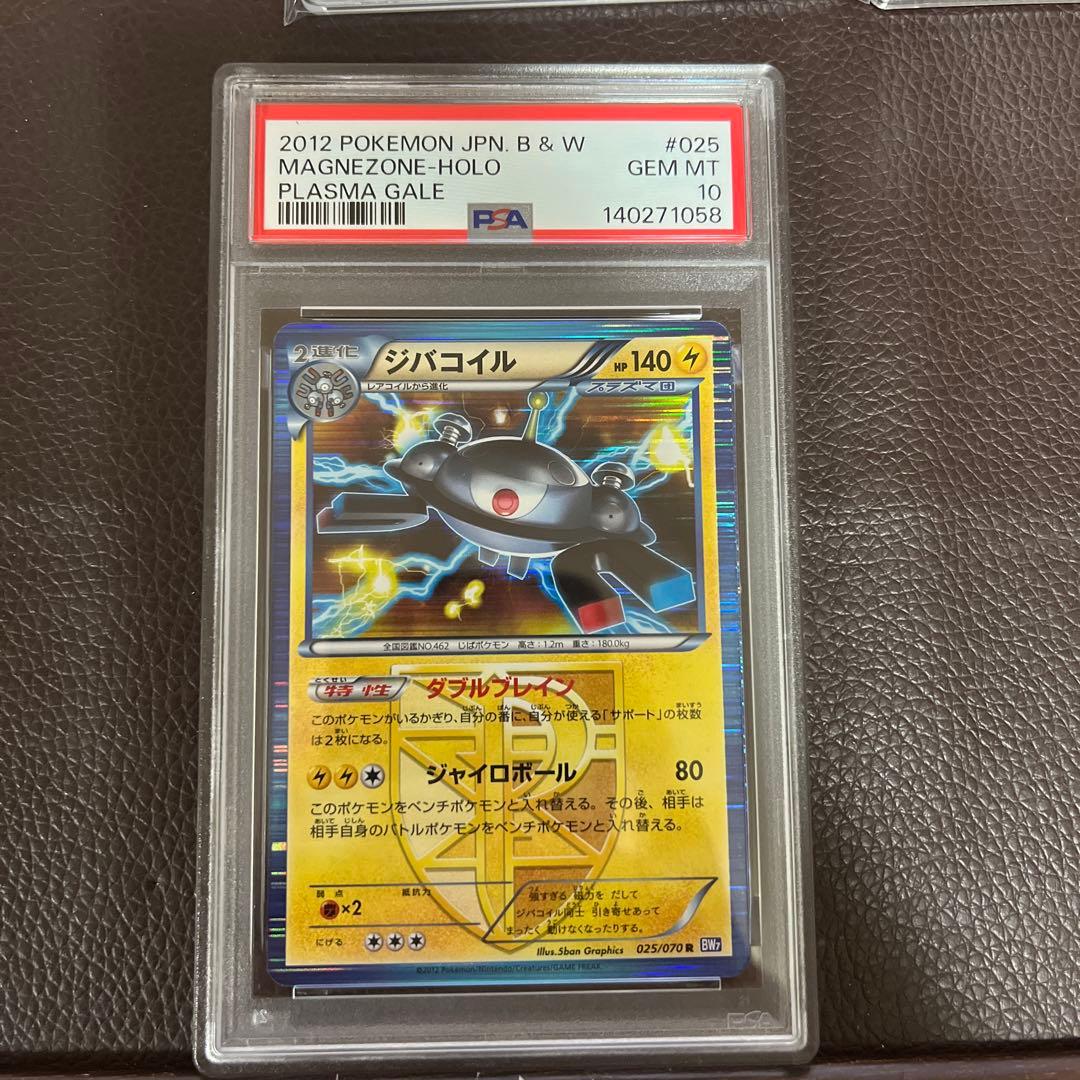 2012 POKEMON JPN. B & W #025
MAGNEZONE-HOLO GEM MT
PLASMA GALE 10
PSA 140271058
2進化 ジバコイル HP 140
レアコイルから進化 プラズマ団
全国図鑑NO.462 じばポケモン 高さ:1.2m 重さ:180.0kg
とくせい
特性 ダブルブレイン
このポケモンがいるかぎり、自分の番に、自分が使える「サポート」の枚数
は2枚になる。
ジャイロボール 80
このポケモンをベンチポケモンと入れ替える。その後、相手は
相手自身のバトルポケモンをベンチポケモンと入れ替える。
弱点 抵抗力
×2
強すぎる 磁力を だして
ジバコイル同士 引き寄せあって
まったく 動けなくなったりする。
にげる
Illus.5ban Graphics 025/070 R BW7
©2012 Pokémon/Nintendo/Creatures/GAME FREAK.
PSA